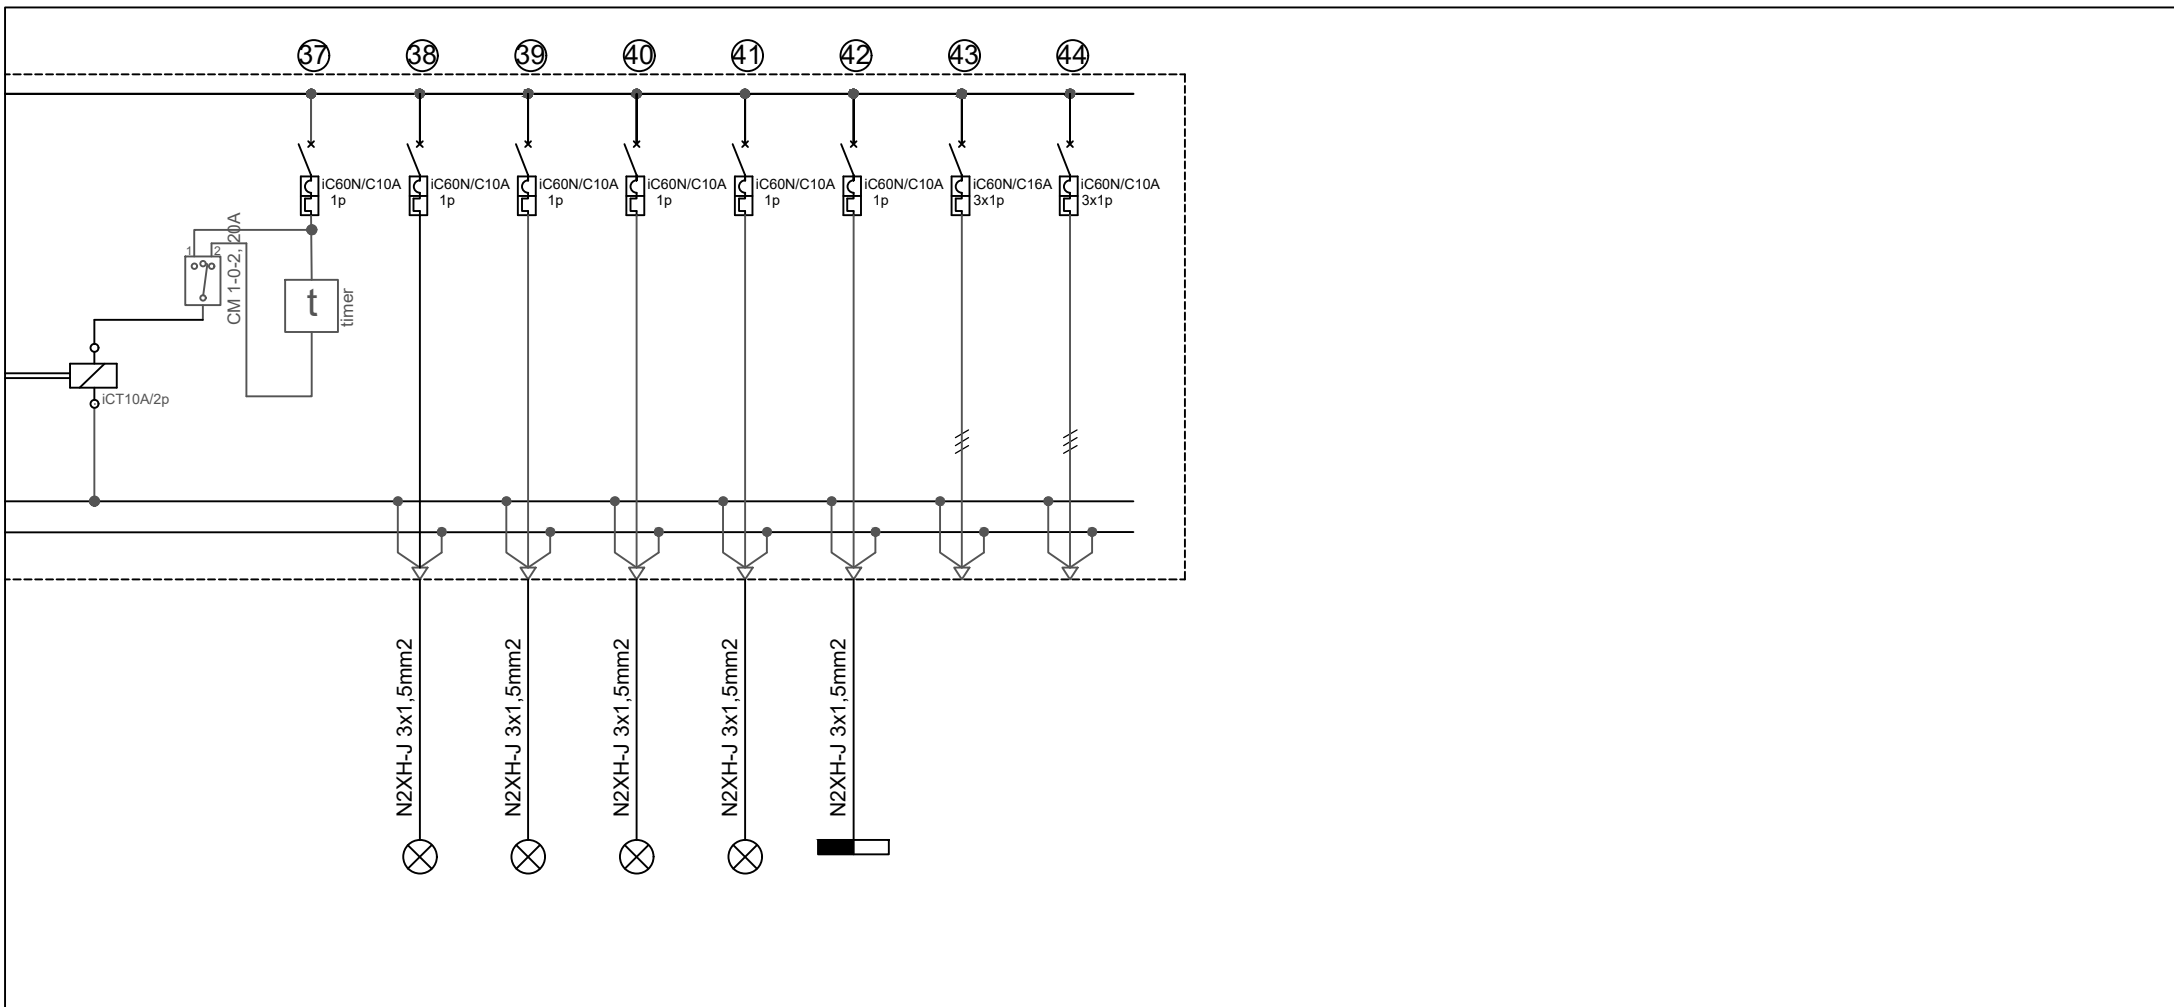 37 38 39 40 41 42 43 44
iC60N/C10A iC60N/C10A iC60N/C10A iC60N/C10A iC60N/C10A iC60N/C10A iC60N/C16A iC60N/C10A
1p 1p 1p 1p 1p 1p 3x1p 3x1p
1 2
CM 1-0-2, 20A
t
timer
iCT10A/2p
N2XH-J 3x1,5mm2
N2XH-J 3x1,5mm2
N2XH-J 3x1,5mm2
N2XH-J 3x1,5mm2
N2XH-J 3x1,5mm2